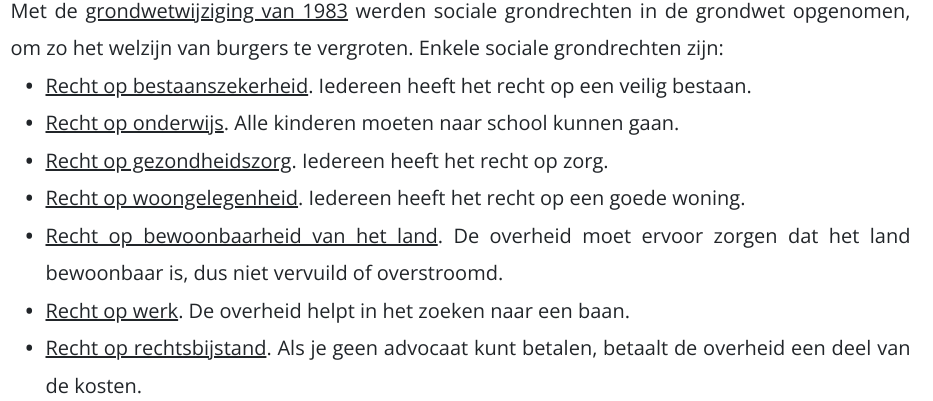 Met de grondwetwijziging van 1983 werden sociale grondrechten in de grondwet opgenomen,
om zo het welzijn van burgers te vergroten. Enkele sociale grondrechten zijn:
• Recht op bestaanszekerheid. Iedereen heeft het recht op een veilig bestaan.
• Recht op onderwijs. Alle kinderen moeten naar school kunnen gaan.
• Recht op gezondheidszorg. Iedereen heeft het recht op zorg.
• Recht op woongelegenheid. Iedereen heeft het recht op een goede woning.
• Recht op bewoonbaarheid van het land. De overheid moet ervoor zorgen dat het land
bewoonbaar is, dus niet vervuild of overstroomd.
• Recht op werk. De overheid helpt in het zoeken naar een baan.
• Recht op rechtsbijstand. Als je geen advocaat kunt betalen, betaalt de overheid een deel van
de kosten.